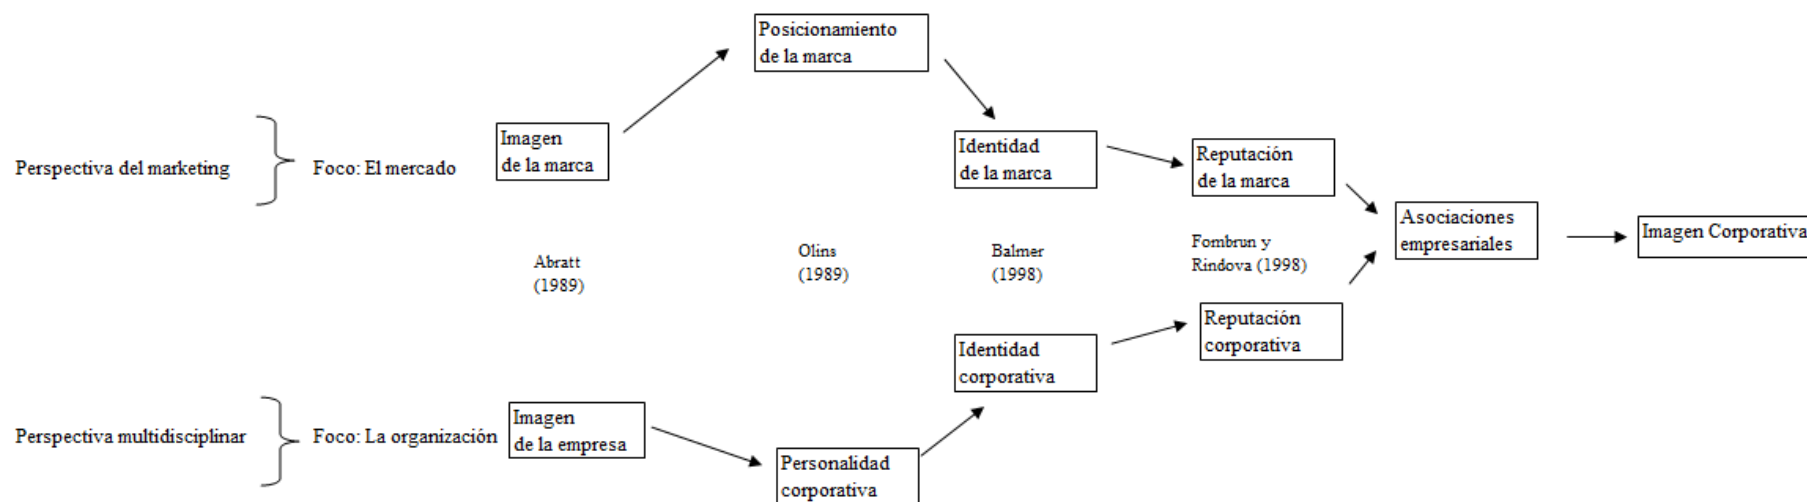 Posicionamiento
de la marca
Imagen
de la marca
Identidad
de la marca
Reputación
de la marca
Perspectiva del marketing
Foco: El mercado
Asociaciones
empresariales
Imagen Corporativa
Abratt
(1989)
Olins
(1989)
Balmer
(1998)
Fombrun y
Rindova (1998)
Reputación
corporativa
Identidad
corporativa
Perspectiva multidisciplinar
Foco: La organización
Imagen
de la empresa
Personalidad
corporativa